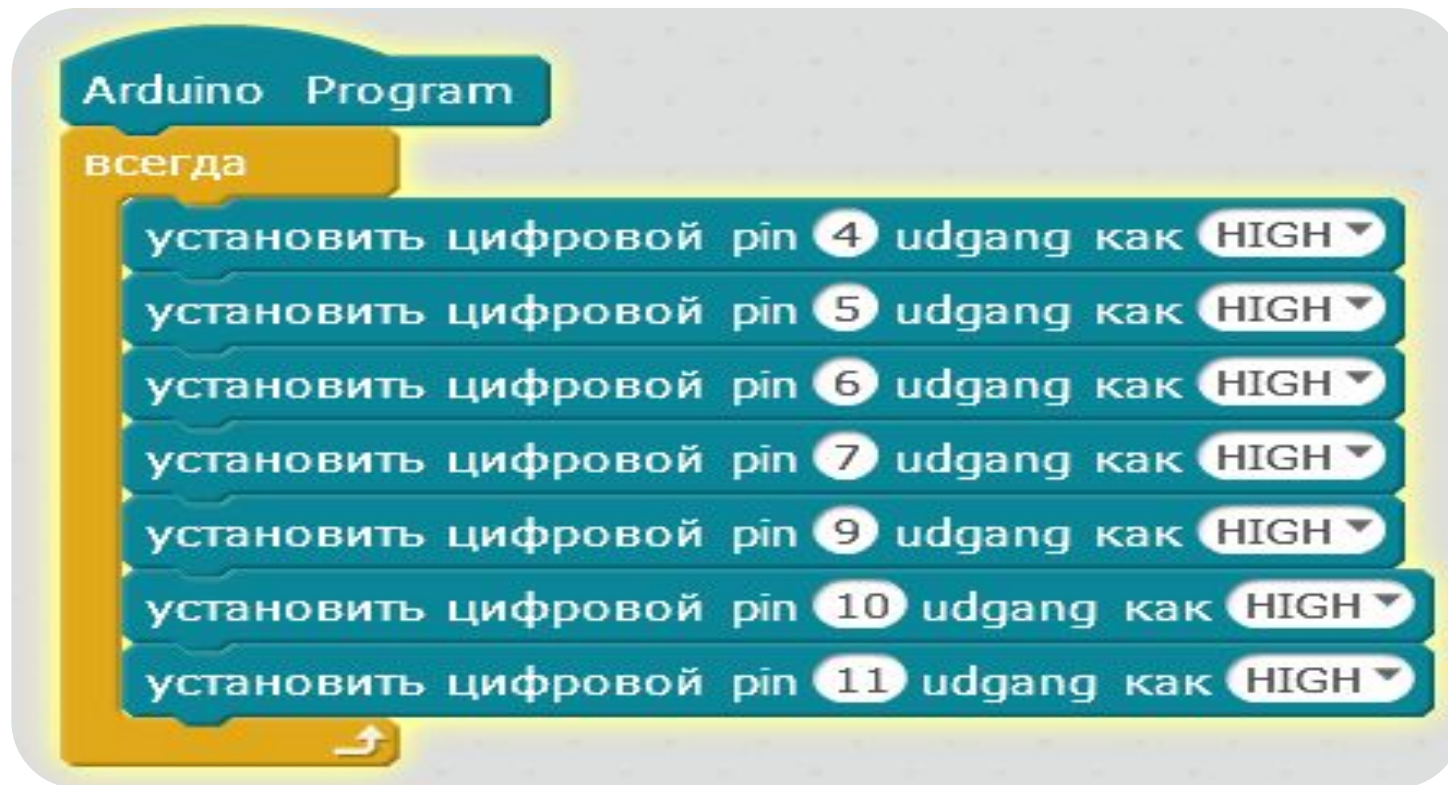 Arduino Program
всегда
установить цифровой pin 4 udgang как HIGH
установить цифровой pin 5 udgang как HIGH
установить цифровой pin 6 udgang как HIGH
установить цифровой pin 7 udgang как HIGH
установить цифровой pin 9 udgang как HIGH
установить цифровой pin 10 udgang как HIGH
установить цифровой pin 11 udgang как HIGH